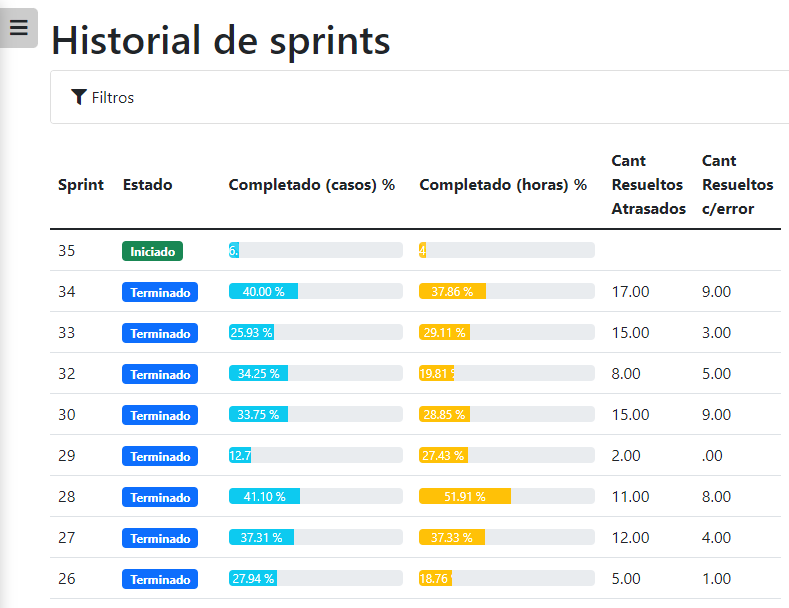 Historial de sprints
Filtros
Sprint Estado Completado (casos) % Completado (horas) % Cant Resueltos Atrasados Cant Resueltos c/error
35 Iniciado 6. 4
34 Terminado 40.00 % 37.86 % 17.00 9.00
33 Terminado 25.93 % 29.11 % 15.00 3.00
32 Terminado 34.25 % 19.81 8.00 5.00
30 Terminado 33.75 % 28.85 % 15.00 9.00
29 Terminado 12.7 27.43 % 2.00 .00
28 Terminado 41.10 % 51.91 % 11.00 8.00
27 Terminado 37.31 % 37.33 % 12.00 4.00
26 Terminado 27.94 % 18.76 5.00 1.00